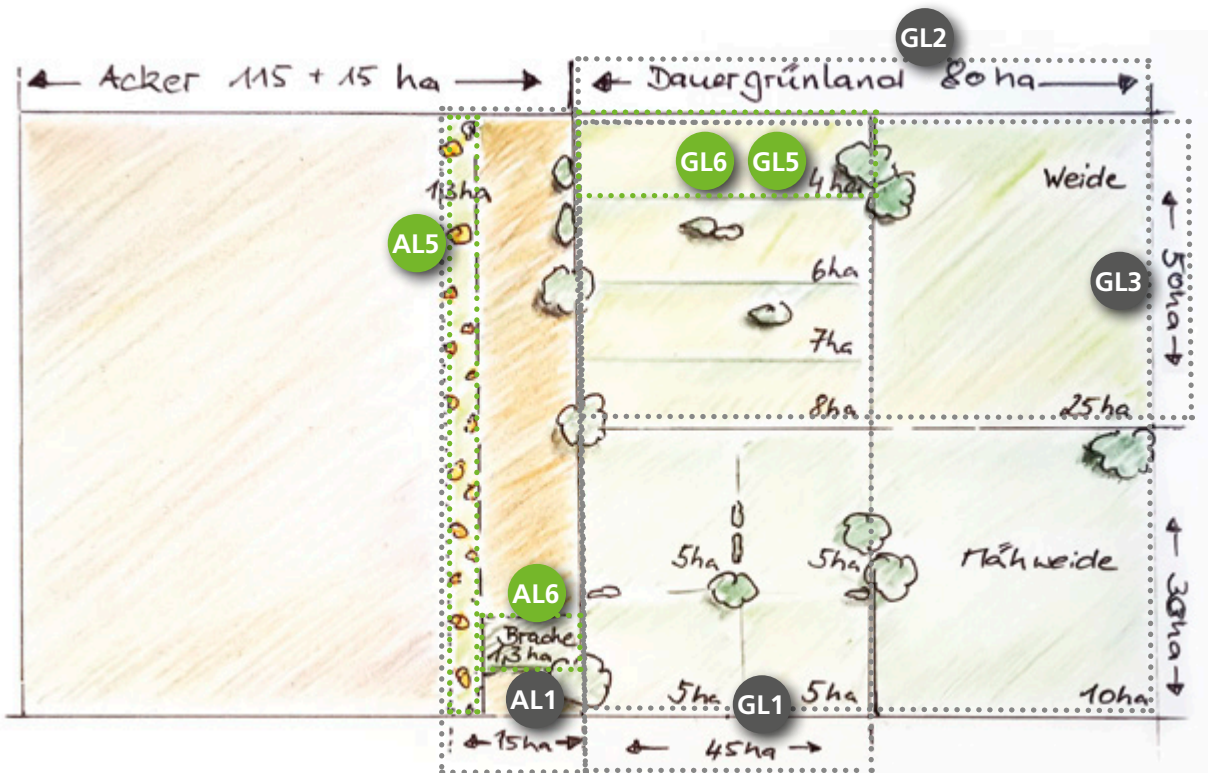 GL2
Acker 115 + 15 ha
Dauergrünland 80 ha
GL6
GL5
4 ha
Weide
1,3 ha
AL5
50 ha
6 ha
GL3
7 ha
8 ha
25 ha
5 ha
5 ha
Mähweide
AL6
30 ha
Brache
1,3 ha
AL1
5 ha
GL1
5 ha
10 ha
15 ha
45 ha